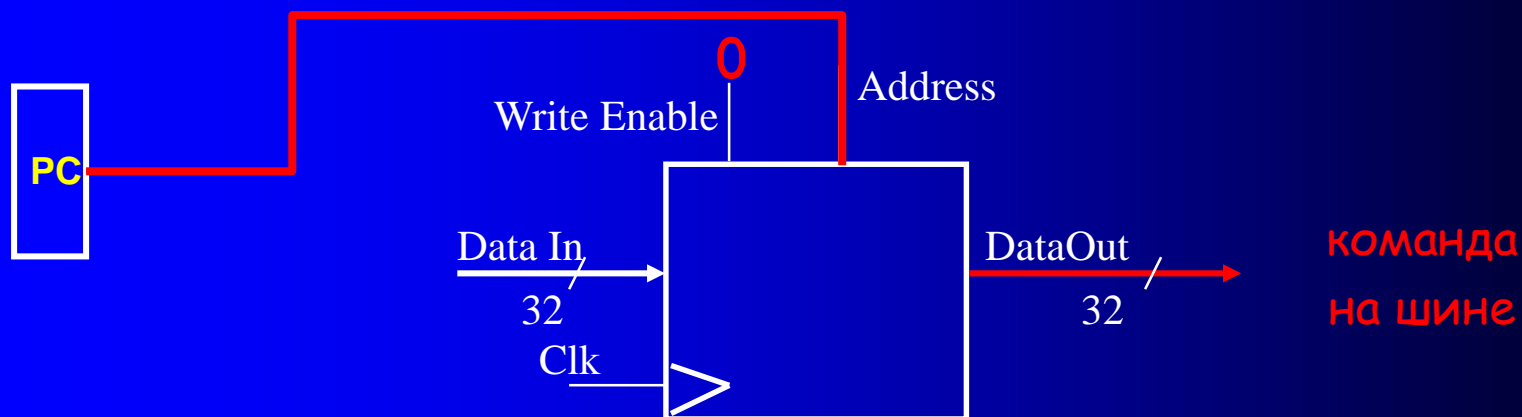 0
Address
Write Enable
PC
Data In
DataOut
команда
32
32
на шине
Clk